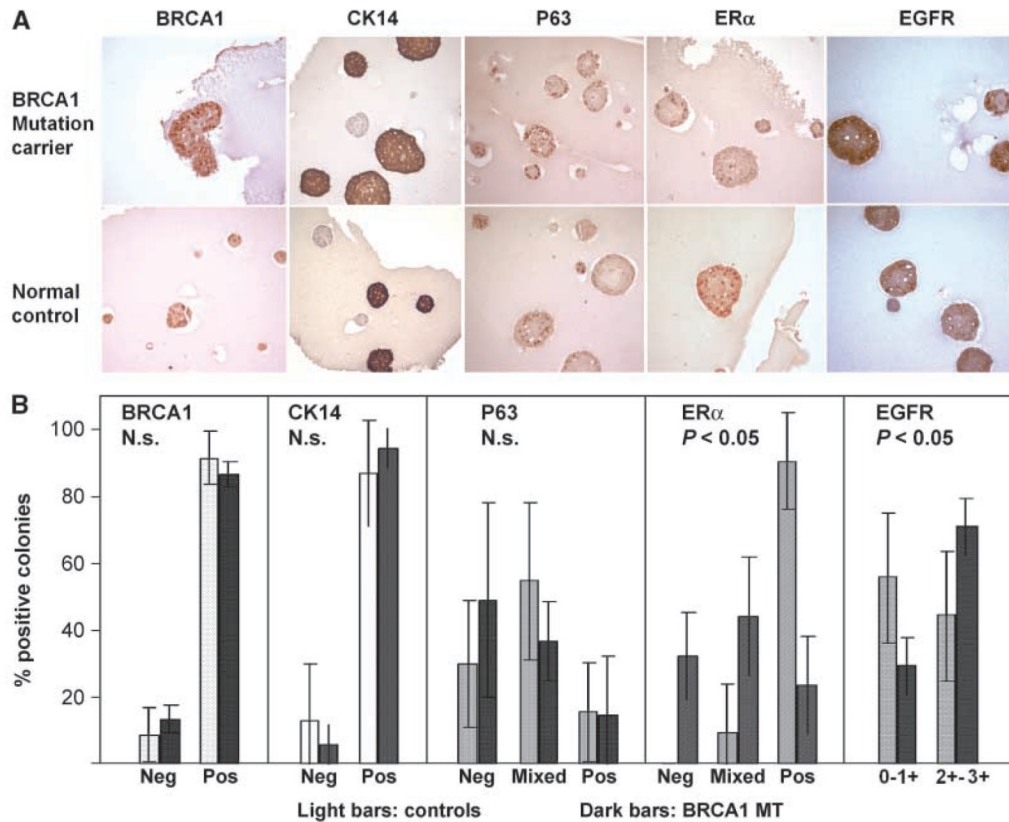 A
BRCA1 CK14 P63 ERα EGFR
BRCA1
Mutation
carrier
Normal
control
B
BRCA1
N.s.
CK14
N.s.
P63
N.s.
ERα
P < 0.05
EGFR
P < 0.05
% positive colonies
100
80
60
40
20
Neg Pos Neg Pos Neg Mixed Pos Neg Mixed Pos 0-1+ 2+-3+
Light bars: controls Dark bars: BRCA1 MT